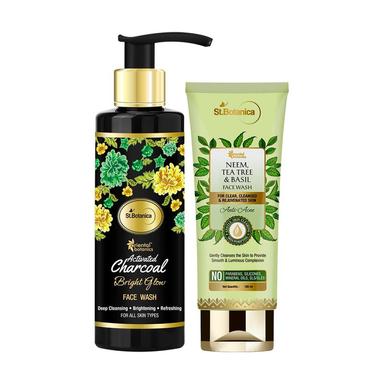 St.Botanica
Oriental
botanics
Activated
Charcoal
Bright Glow
FACE WASH
Deep Cleansing • Brightening • Refreshing
FOR ALL SKIN TYPES
St.Botanica
Oriental
botanics
NEEM,
TEA TREE
& BASIL
FACE WASH
FOR CLEAR, CLEANSED
& REJUVENATED SKIN
Anti-Acne
Gently Cleanses the Skin to Provide
Smooth & Luminous Complexion
NO PARABENS, SILICONES,
MINERAL OILS, SLS/SLES